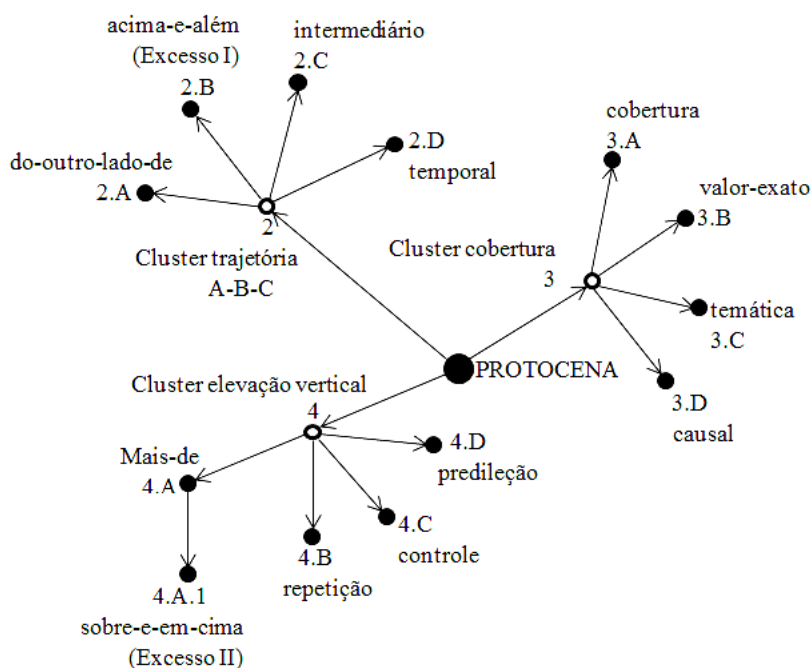 acima-e-além
(Excesso I)
2.B
intermediário
2.C
do-outro-lado-de
2.A
2.D
temporal
2
Cluster trajetória
A-B-C
cobertura
3.A
valor-exato
3.B
Cluster cobertura
3
temática
3.C
3.D
causal
PROTOCENA
Cluster elevação vertical
4
Mais-de
4.A
4.D
predileção
4.C
controle
4.B
repetição
4.A.1
sobre-e-em-cima
(Excesso II)